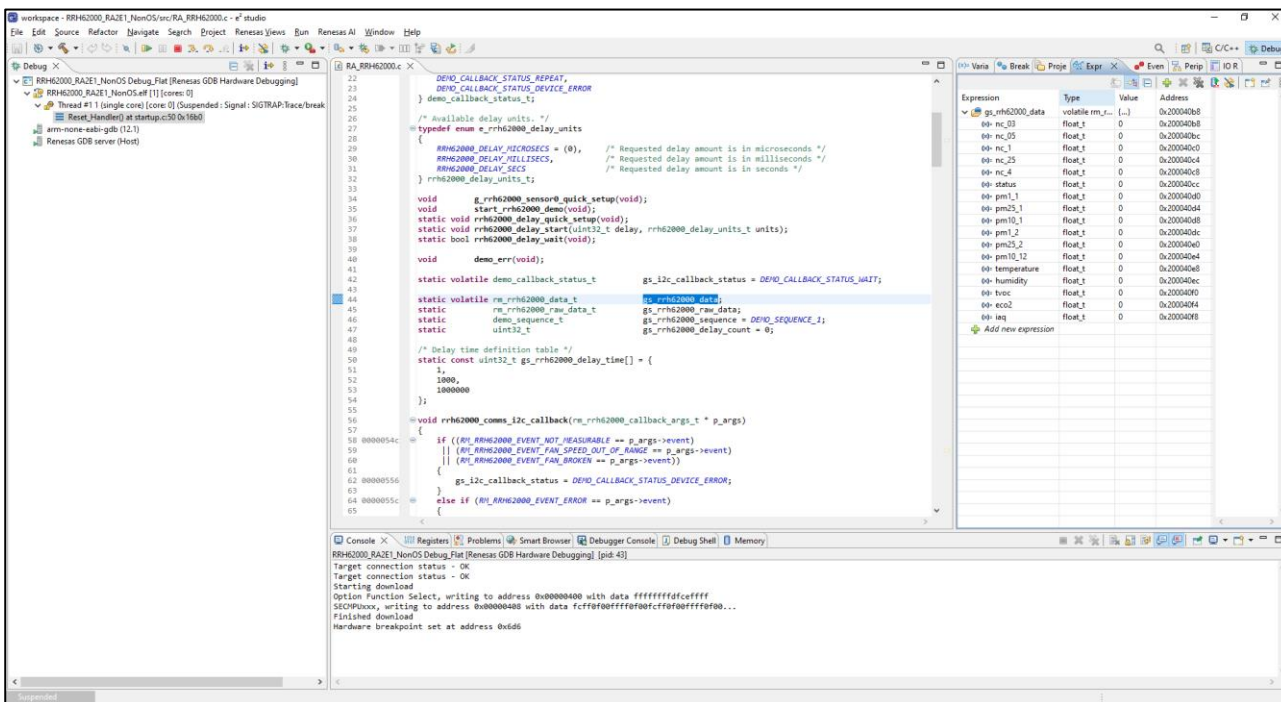 workspace - RRH62000_RA2E1_NonOS/src/RA_RRH62000.c - e² studio
File Edit Source Refactor Navigate Search Project Renesas Views Run Renesas AI Window Help
C/C++ Debu
Debug
RRH62000_RA2E1_NonOS Debug_Flat [Renesas GDB Hardware Debugging]
RRH62000_RA2E1_NonOS.elf [1] [cores: 0]
Thread #1 1 (single core) [core: 0] (Suspended : Signal : SIGTRAP:Trace/break
Reset_Handler() at startup.c:50 0x16b0
arm-none-eabi-gdb (12.1)
Renesas GDB server (Host)
RA_RRH62000.c
22 DEMO_CALLBACK_STATUS_REPEAT,
23 DEMO_CALLBACK_STATUS_DEVICE_ERROR
24 } demo_callback_status_t;
25
26 /* Available delay units. */
27 typedef enum e_rrh62000_delay_units
28 {
29 RRH62000_DELAY_MICROSECS = (0), /* Requested delay amount is in microseconds */
30 RRH62000_DELAY_MILLISECS, /* Requested delay amount is in milliseconds */
31 RRH62000_DELAY_SECS /* Requested delay amount is in seconds */
32 } rrh62000_delay_units_t;
33
34 void g_rrh62000_sensor0_quick_setup(void);
35 void start_rrh62000_demo(void);
36 static void rrh62000_delay_quick_setup(void);
37 static void rrh62000_delay_start(uint32_t delay, rrh62000_delay_units_t units);
38 static bool rrh62000_delay_wait(void);
39
40 void demo_err(void);
41
42 static volatile demo_callback_status_t gs_i2c_callback_status = DEMO_CALLBACK_STATUS_WAIT;
43
44 static volatile rm_rrh62000_data_t gs_rrh62000_data;
45 static rm_rrh62000_raw_data_t gs_rrh62000_raw_data;
46 static demo_sequence_t gs_rrh62000_sequence = DEMO_SEQUENCE_1;
47 static uint32_t gs_rrh62000_delay_count = 0;
48
49 /* Delay time definition table */
50 static const uint32_t gs_rrh62000_delay_time[] = {
51 1,
52 1000,
53 1000000
54 };
55
56 void rrh62000_comms_i2c_callback(rm_rrh62000_callback_args_t * p_args)
57 {
58 0000054c if ((RM_RRH62000_EVENT_NOT_MEASURABLE == p_args->event)
59 || (RM_RRH62000_EVENT_FAN_SPEED_OUT_OF_RANGE == p_args->event)
60 || (RM_RRH62000_EVENT_FAN_BROKEN == p_args->event))
61 {
62 00000556 gs_i2c_callback_status = DEMO_CALLBACK_STATUS_DEVICE_ERROR;
63 }
64 0000055c else if (RM_RRH62000_EVENT_ERROR == p_args->event)
65 {
Varia Break Proje Expr Even Perip IO R
Expression Type Value Address
gs_rrh62000_data volatile rm_r... {...} 0x200040b8
nc_03 float_t 0 0x200040b8
nc_05 float_t 0 0x200040bc
nc_1 float_t 0 0x200040c0
nc_25 float_t 0 0x200040c4
nc_4 float_t 0 0x200040c8
status float_t 0 0x200040cc
pm1_1 float_t 0 0x200040d0
pm25_1 float_t 0 0x200040d4
pm10_1 float_t 0 0x200040d8
pm1_2 float_t 0 0x200040dc
pm25_2 float_t 0 0x200040e0
pm10_12 float_t 0 0x200040e4
temperature float_t 0 0x200040e8
humidity float_t 0 0x200040ec
tvoc float_t 0 0x200040f0
eco2 float_t 0 0x200040f4
iaq float_t 0 0x200040f8
Add new expression
Console Registers Problems Smart Browser Debugger Console Debug Shell Memory
RRH62000_RA2E1_NonOS Debug_Flat [Renesas GDB Hardware Debugging] [pid: 43]
Target connection status - OK
Target connection status - OK
Starting download
Option Function Select, writing to address 0x00000400 with data ffffffffdfceffff
SECMPUxxx, writing to address 0x00000408 with data fcff0f00ffff0f00fcff0f00ffff0f00...
Finished download
Hardware breakpoint set at address 0x6d6
Suspended